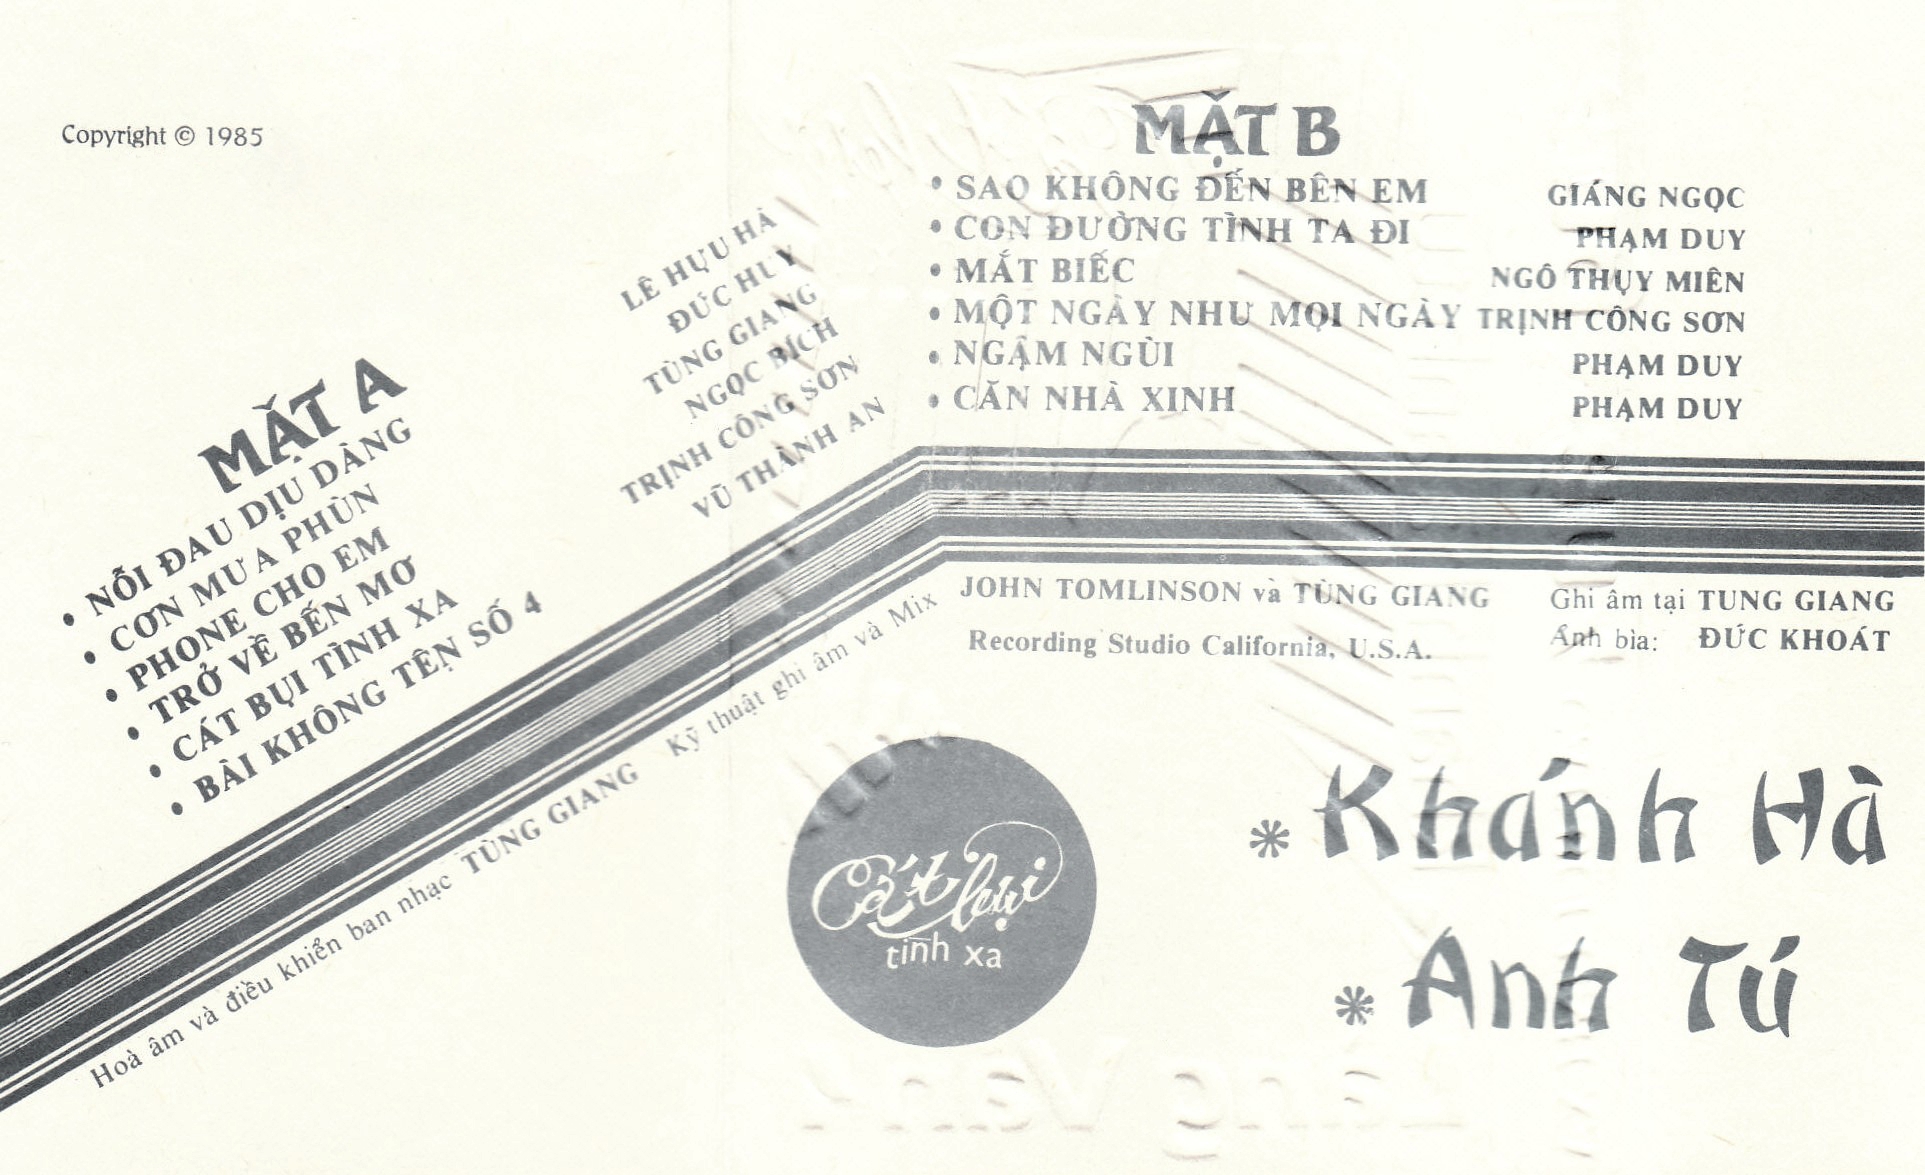 Copyright © 1985
MẶT A
• NỖI ĐAU DỊU DÀNG LÊ HỰU HÀ
• CƠN MƯA PHÙN ĐỨC HUY
• PHONE CHO EM TÙNG GIANG
• TRỞ VỀ BẾN MƠ NGỌC BÍCH
• CÁT BỤI TÌNH XA TRỊNH CÔNG SƠN
• BÀI KHÔNG TÊN SỐ 4 VŨ THÀNH AN
MẶT B
• SAO KHÔNG ĐẾN BÊN EM GIÁNG NGỌC
• CON ĐƯỜNG TÌNH TA ĐI PHẠM DUY
• MẮT BIẾC NGÔ THỤY MIÊN
• MỘT NGÀY NHƯ MỌI NGÀY TRỊNH CÔNG SƠN
• NGẬM NGÙI PHẠM DUY
• CĂN NHÀ XINH PHẠM DUY
Hoà âm và điều khiển ban nhạc TÙNG GIANG Kỹ thuật ghi âm và Mix JOHN TOMLINSON và TÙNG GIANG Ghi âm tại TUNG GIANG
Recording Studio California, U.S.A. Ảnh bìa: ĐỨC KHOÁT
Cát bụi
tình xa
* Khánh Hà
* Anh Tú
Làng Văn